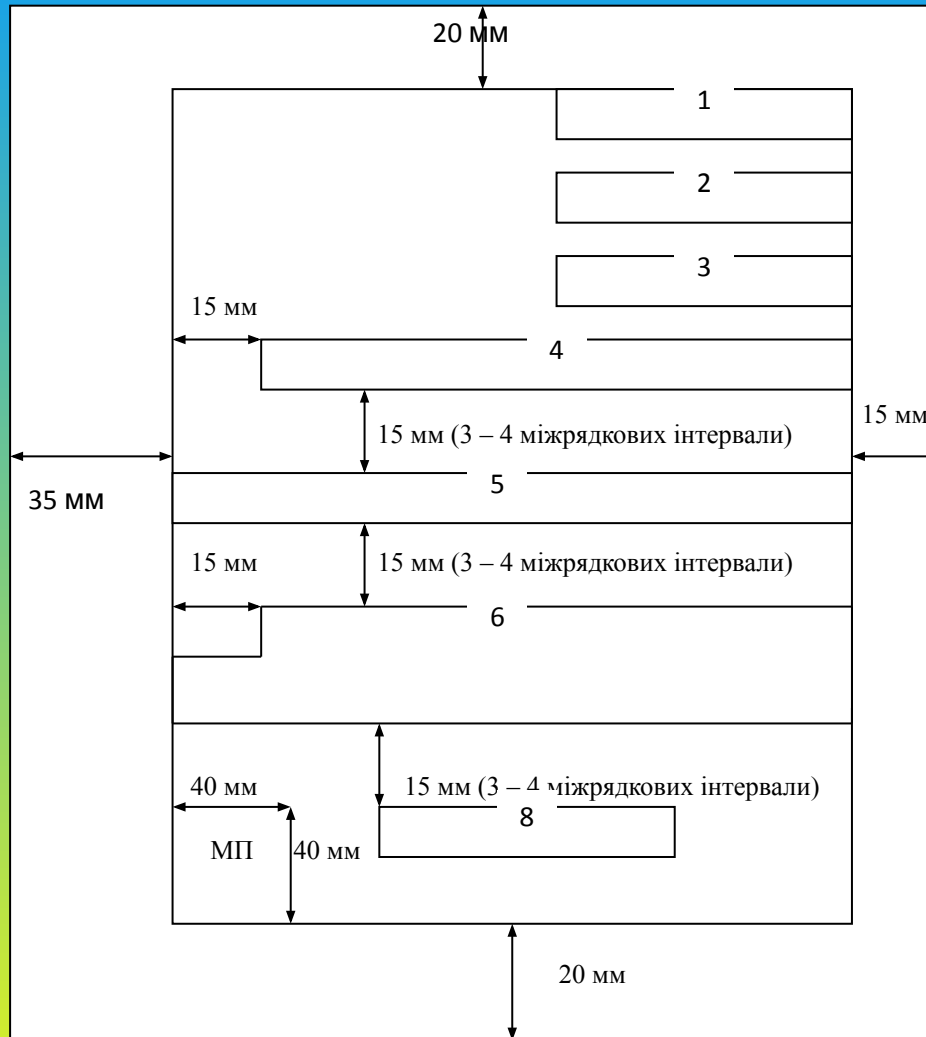 20 мм
1
2
3
15 мм
4
15 мм
15 мм (3 – 4 міжрядкових інтервали)
5
35 мм
15 мм
15 мм (3 – 4 міжрядкових інтервали)
6
15 мм (3 – 4 міжрядкових інтервали)
40 мм
8
МП
40 мм
20 мм